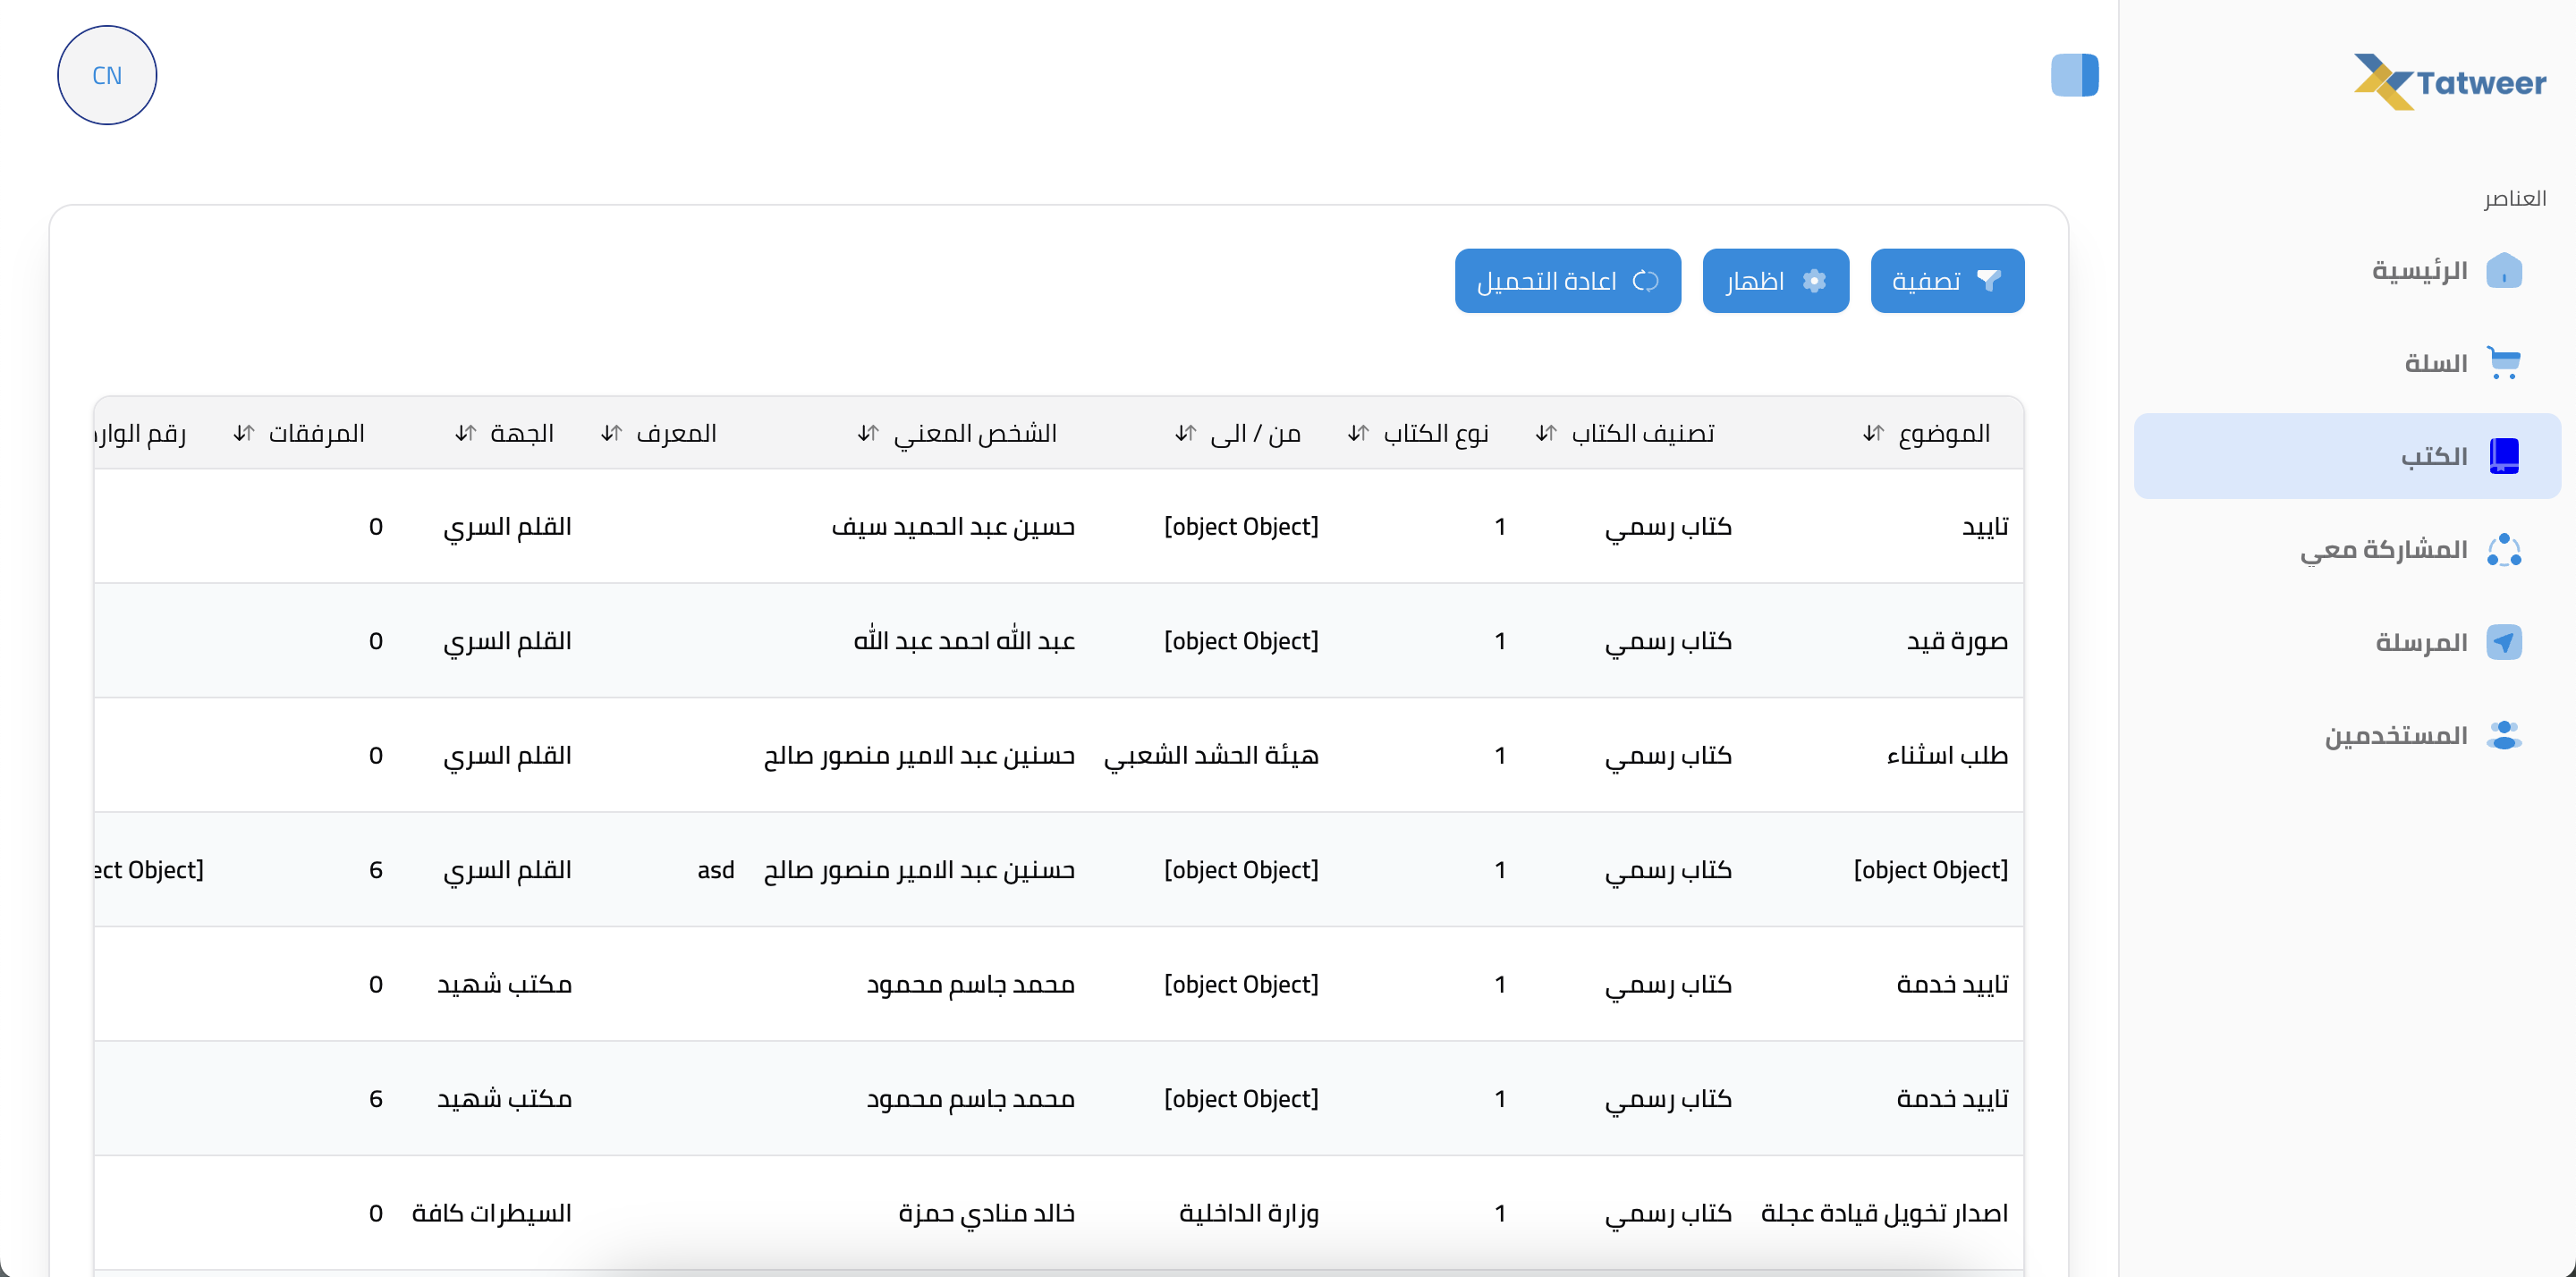 Tatweer
العناصر
الرئيسية
السلة
الكتب
المشاركة معي
المرسلة
المستخدمين
CN
تصفية اظهار اعادة التحميل
الموضوع تصنيف الكتاب نوع الكتاب من / الى الشخص المعني المعرف الجهة المرفقات رقم الوارد
تاييد كتاب رسمي 1 [object Object] حسين عبد الحميد سيف القلم السري 0
صورة قيد كتاب رسمي 1 [object Object] عبد الله احمد عبد الله القلم السري 0
طلب اسثناء كتاب رسمي 1 هيئة الحشد الشعبي حسنين عبد الامير منصور صالح القلم السري 0
[object Object] كتاب رسمي 1 [object Object] حسنين عبد الامير منصور صالح asd القلم السري 6 ect Object]
تاييد خدمة كتاب رسمي 1 [object Object] محمد جاسم محمود مكتب شهيد 0
تاييد خدمة كتاب رسمي 1 [object Object] محمد جاسم محمود مكتب شهيد 6
اصدار تخويل قيادة عجلة كتاب رسمي 1 وزارة الداخلية خالد منادي حمزة السيطرات كافة 0